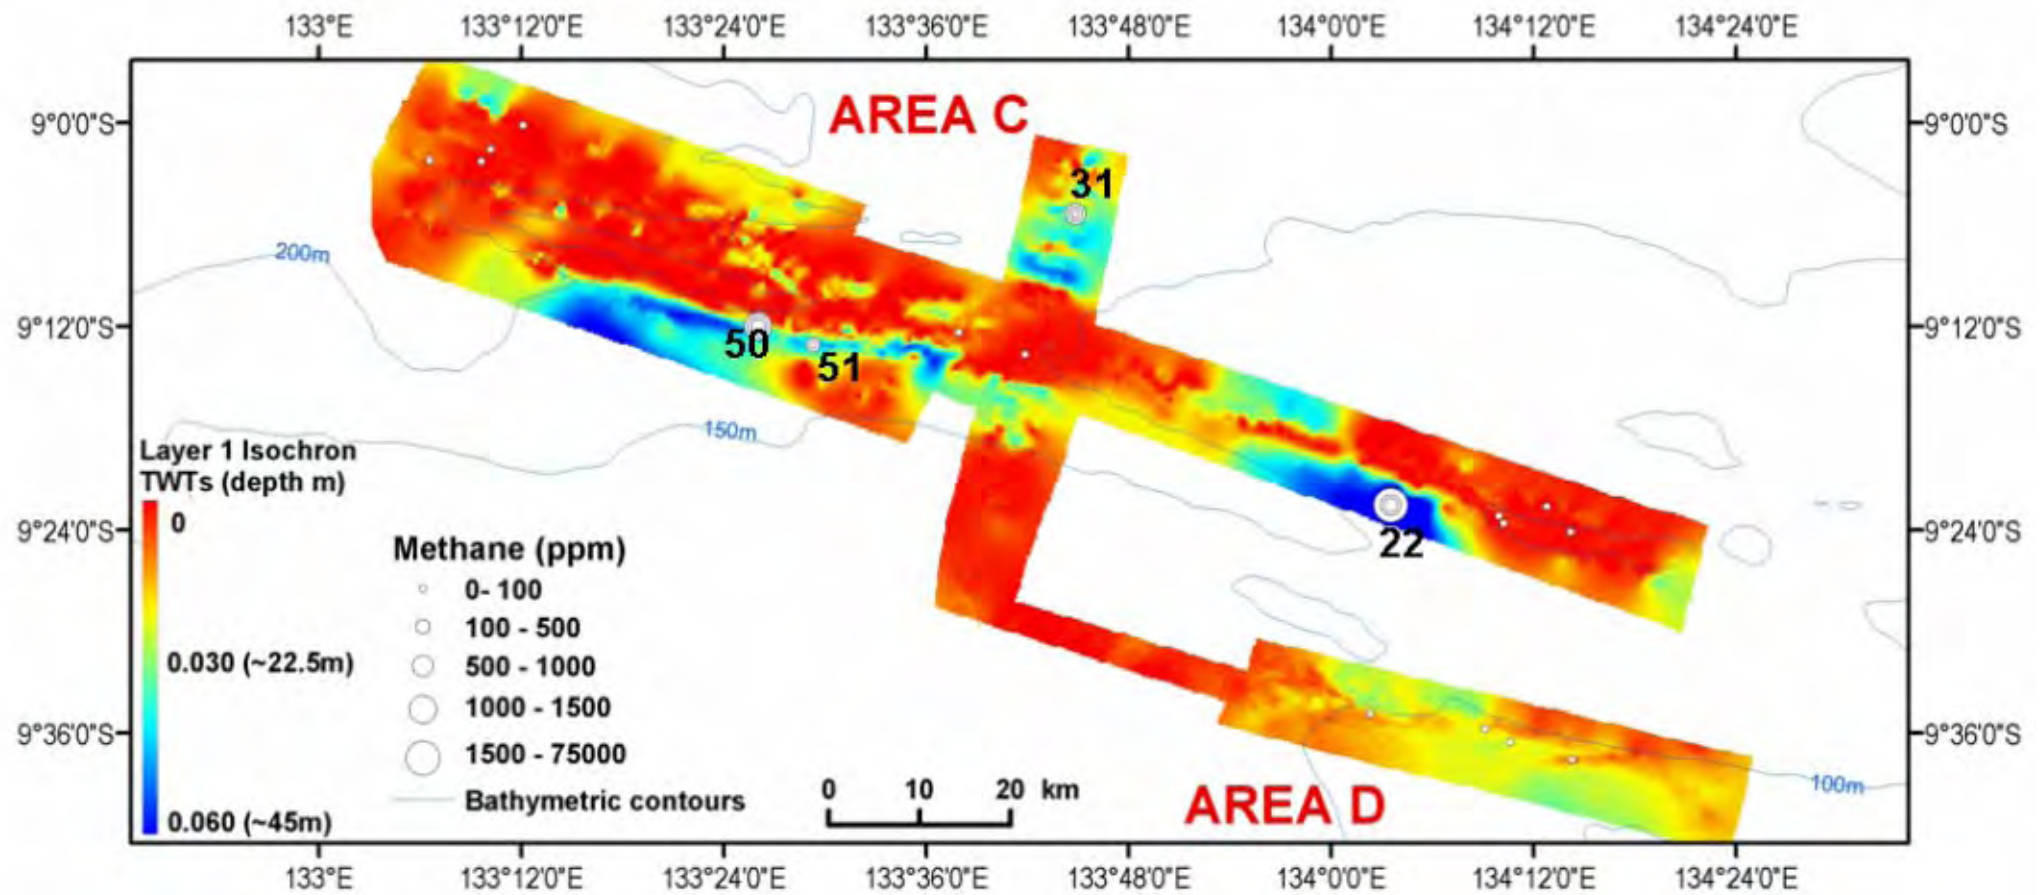 133°E 133°12'0"E 133°24'0"E 133°36'0"E 133°48'0"E 134°00'E 134°12'0"E 134°24'0"E
AREA C
9°0'0"S 9°0'0"S
31
200m
9°12'0"S 9°12'0"S
50
51
150m
Layer 1 Isochron
TWTs (depth m)
0
9°24'0"S 9°24'0"S
22
Methane (ppm)
0- 100
100 - 500
0.030 (~22.5m)
500 - 1000
1000 - 1500
9°36'0"S 9°36'0"S
1500 - 75000
100m
0 10 20 km
Bathymetric contours
AREA D
0.060 (~45m)
133°E 133°12'0"E 133°24'0"E 133°36'0"E 133°48'0"E 134°00'E 134°12'0"E 134°24'0"E